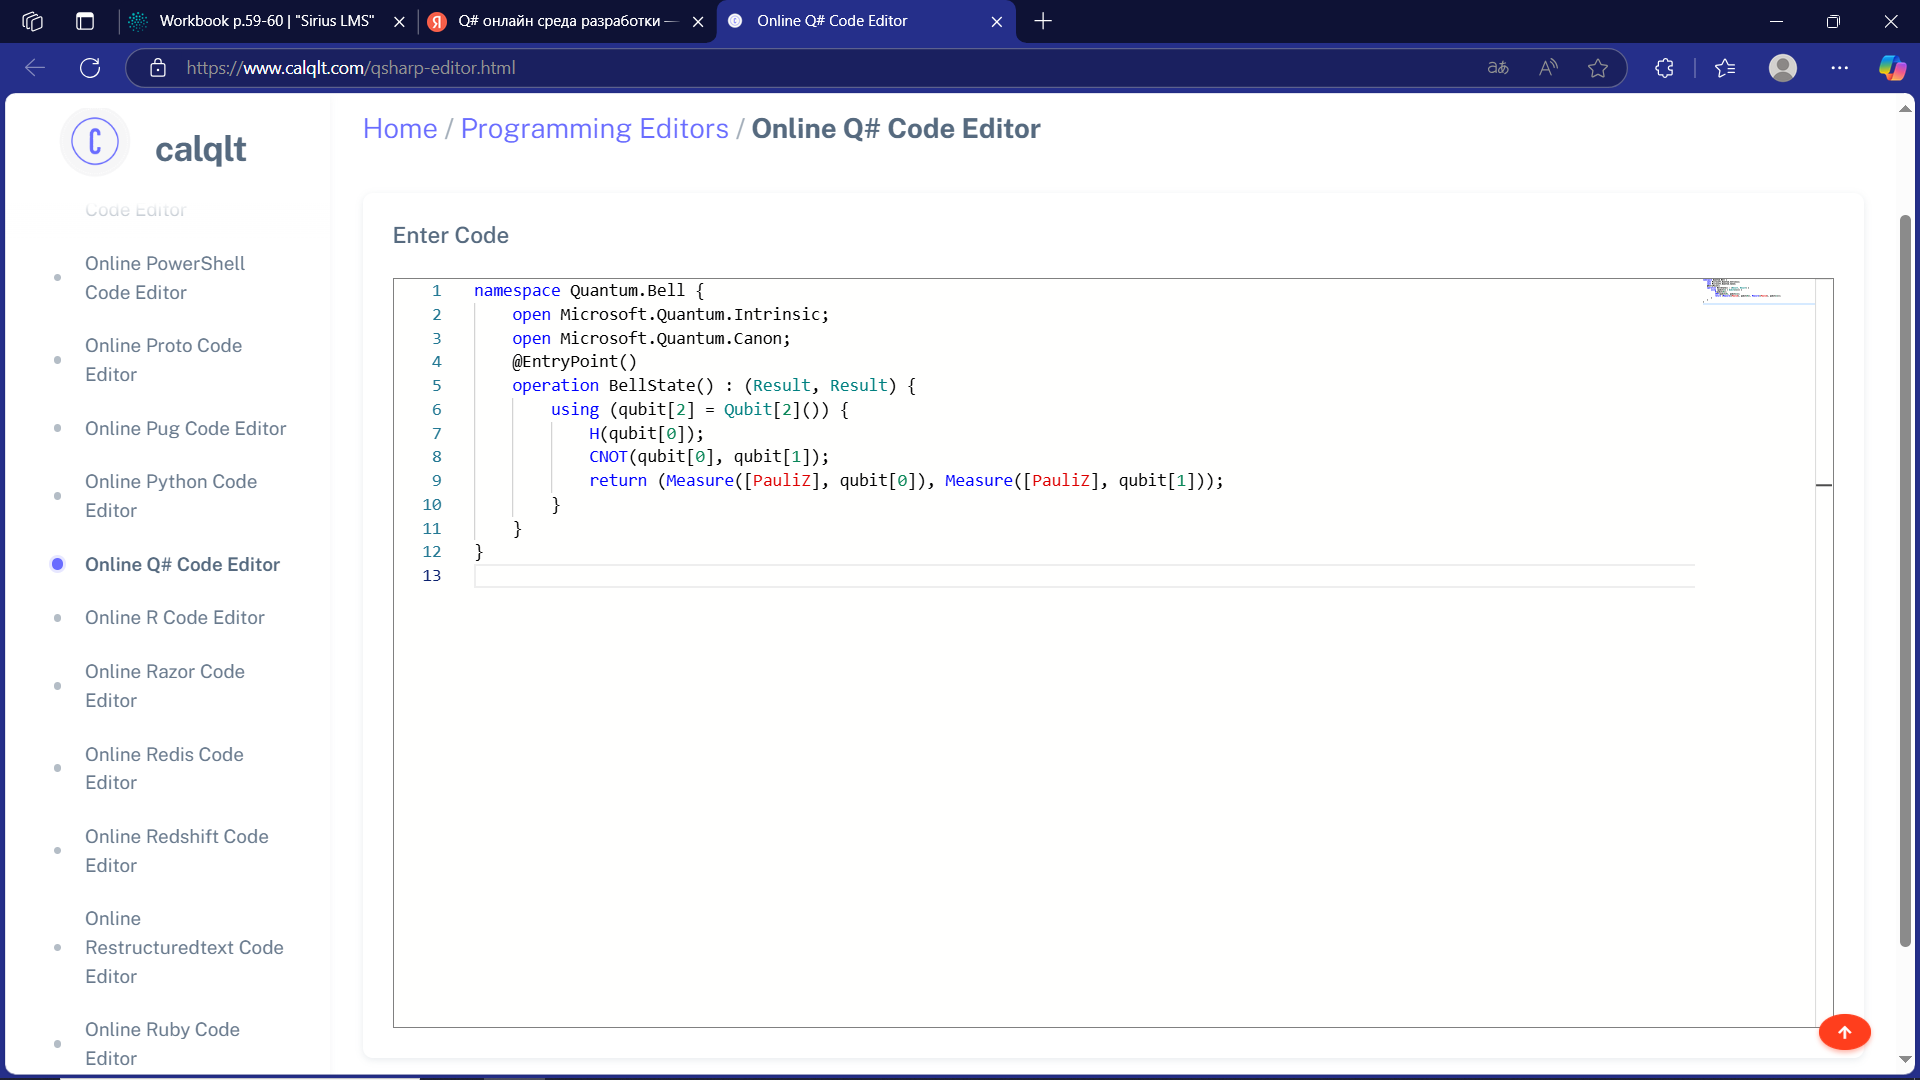 Workbook p.59-60 | "Sirius LMS"
Q# онлайн среда разработки —
Online Q# Code Editor
https://www.calqlt.com/qsharp-editor.html
calqlt
Code Editor
Online PowerShell
Code Editor
Online Proto Code
Editor
Online Pug Code Editor
Online Python Code
Editor
Online Q# Code Editor
Online R Code Editor
Online Razor Code
Editor
Online Redis Code
Editor
Online Redshift Code
Editor
Online
Restructuredtext Code
Editor
Online Ruby Code
Editor
Home / Programming Editors / Online Q# Code Editor
Enter Code
1 namespace Quantum.Bell {
2 open Microsoft.Quantum.Intrinsic;
3 open Microsoft.Quantum.Canon;
4 @EntryPoint()
5 operation BellState() : (Result, Result) {
6 using (qubit[2] = Qubit[2]()) {
7 H(qubit[0]);
8 CNOT(qubit[0], qubit[1]);
9 return (Measure([PauliZ], qubit[0]), Measure([PauliZ], qubit[1]));
10 }
11 }
12 }
13